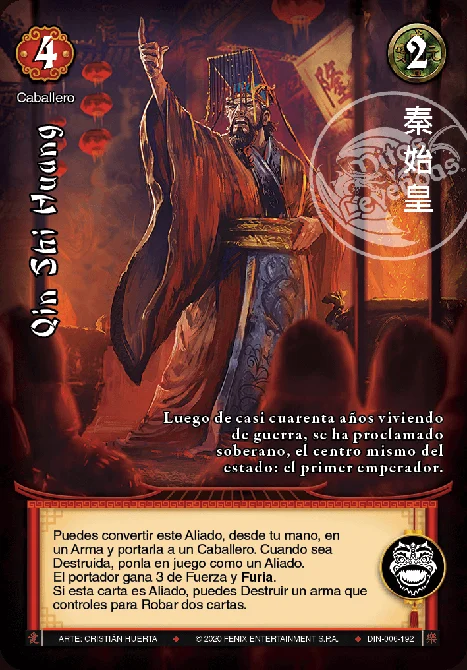 4
2
Caballero
Qin Shi Huang
秦始皇
Mitos y Leyendas
隆
Luego de casi cuarenta años viviendo
de guerra, se ha proclamado
soberano, el centro mismo del
estado: el primer emperador.
Puedes convertir este Aliado, desde tu mano, en
un Arma y portarla a un Caballero. Cuando sea
Destruida, ponla en juego como un Aliado.
El portador gana 3 de Fuerza y Furia.
Si esta carta es Aliado, puedes Destruir un arma que
controles para Robar dos cartas.
ARTE: CRISTIÁN HUERTA ♦ © 2020 FENIX ENTERTAINMENT S.R.A. ♦ DIN-006-192